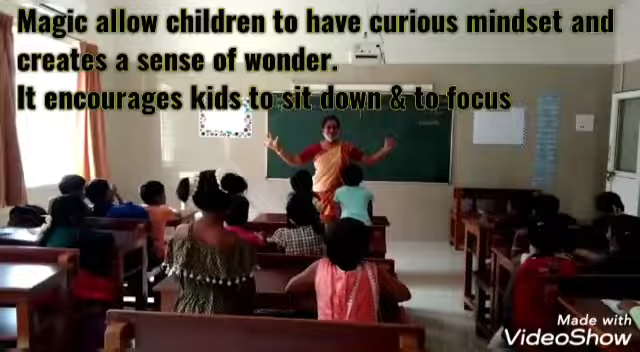 Magic allow children to have curious mindset and
creates a sense of wonder.
It encourages kids to sit down & to focus
Made with
VideoShow